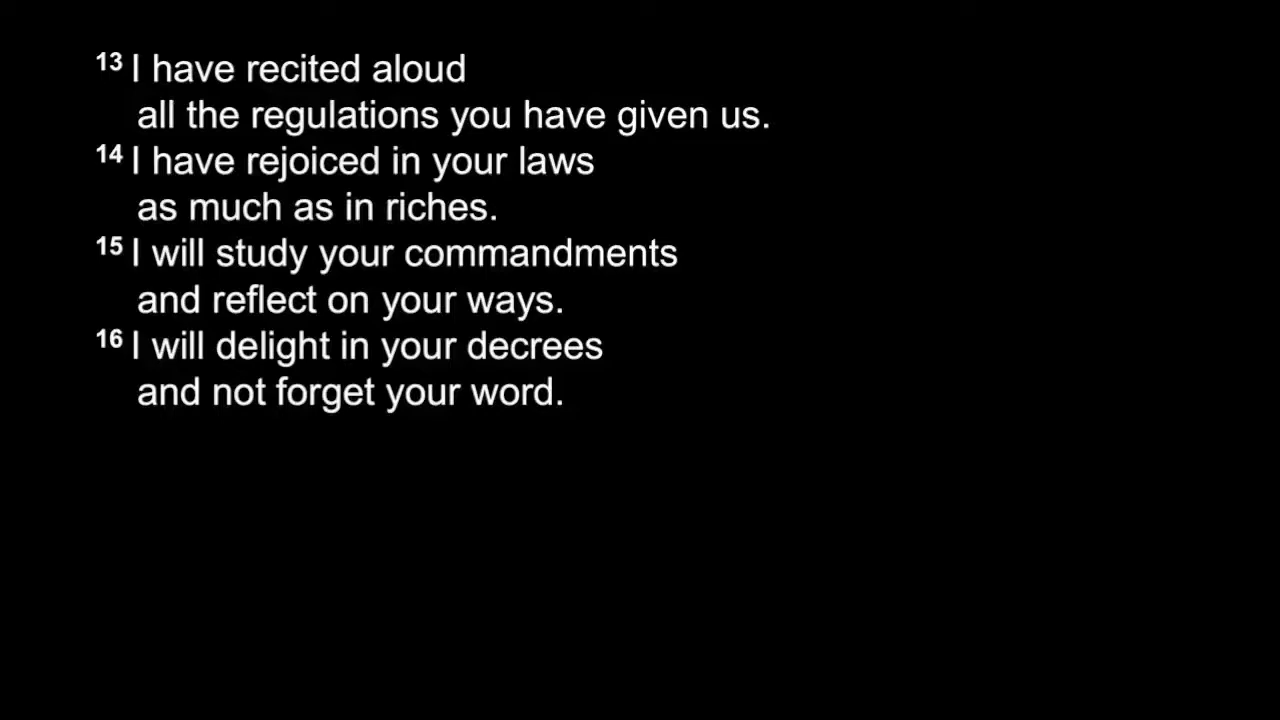 13 I have recited aloud
all the regulations you have given us.
14 I have rejoiced in your laws
as much as in riches.
15 I will study your commandments
and reflect on your ways.
16 I will delight in your decrees
and not forget your word.